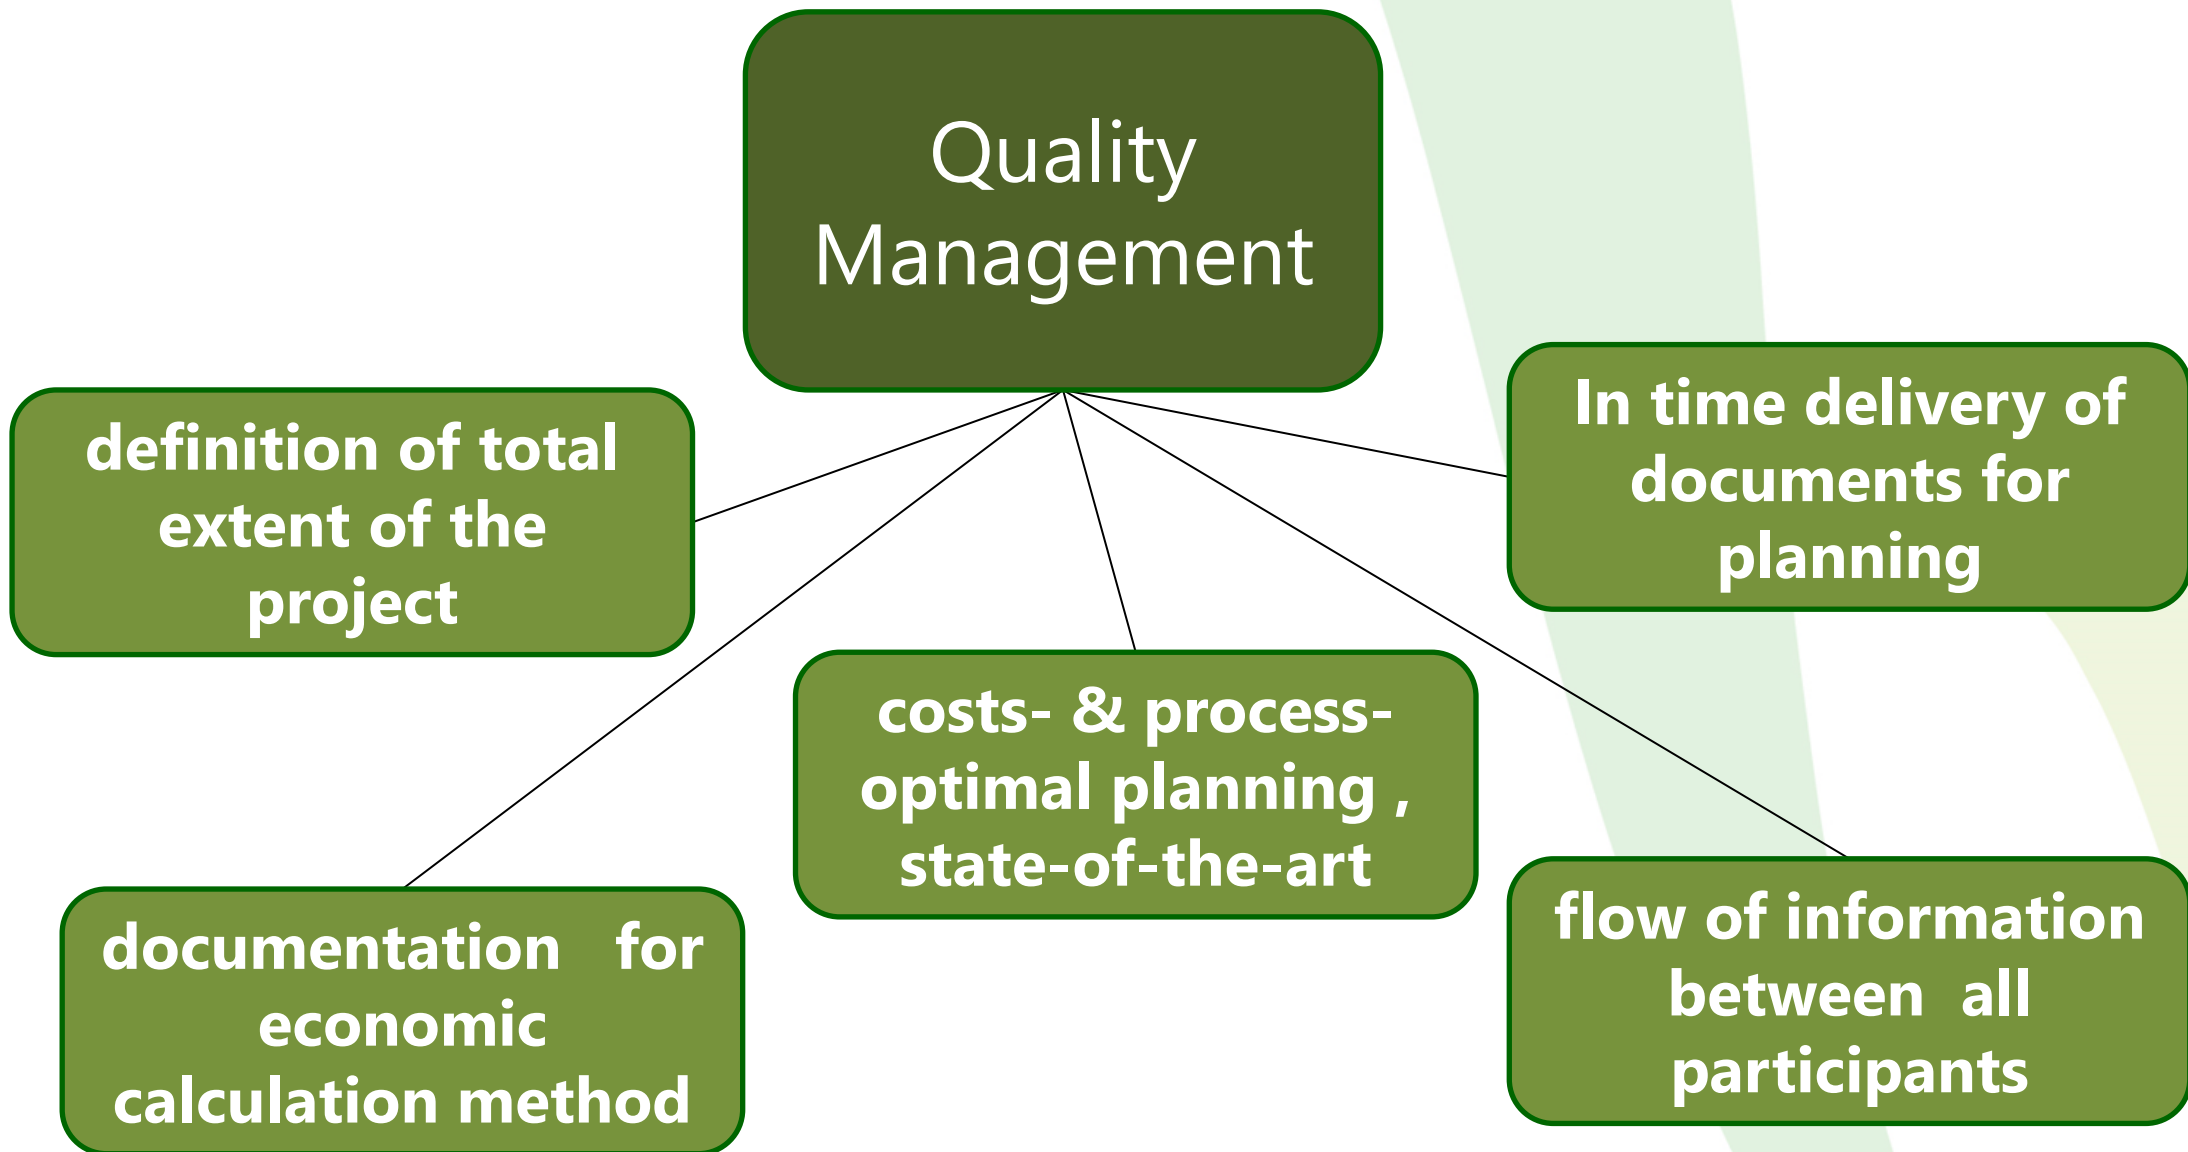 Quality
Management
definition of total
extent of the
project
In time delivery of
documents for
planning
costs- & process-
optimal planning ,
state-of-the-art
documentation for
economic
calculation method
flow of information
between all
participants